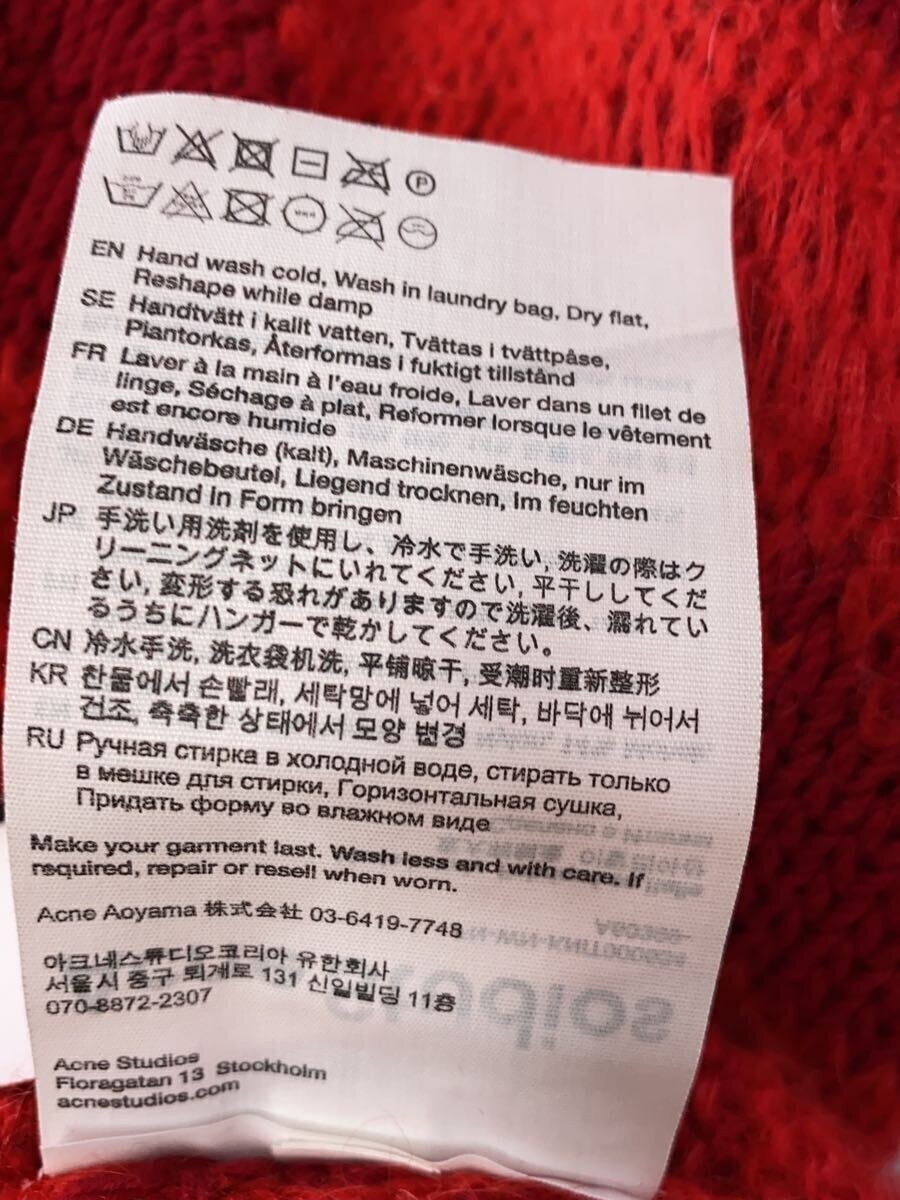 EN Hand wash cold, Wash in laundry bag, Dry flat,
Reshape while damp
SE Handtvätt i kallt vatten, Tvättas i tvättpåse,
Plantorkas, Återformas i fuktigt tillstånd
FR Laver à la main à l'eau froide, Laver dans un filet de
linge, Séchage à plat, Reformer lorsque le vêtement
est encore humide
DE Handwäsche (kalt), Maschinenwäsche, nur im
Wäschebeutel, Liegend trocknen, Im feuchten
Zustand in Form bringen
JP 手洗い用洗剤を使用し、冷水で手洗い, 洗濯の際はク
リーニングネットにいれてください, 平干ししてくだ
さい, 変形する恐れがありますので洗濯後、濡れてい
るうちにハンガーで乾かしてください。
CN 冷水手洗, 洗衣袋机洗, 平铺晾干, 受潮时重新整形
KR 찬물에서 손빨래, 세탁망에 넣어 세탁, 바닥에 뉘어서
건조, 축축한 상태에서 모양 변경
RU Ручная стирка в холодной воде, стирать только
в мешке для стирки, Горизонтальная сушка,
Придать форму во влажном виде
Make your garment last. Wash less and with care. If
required, repair or resell when worn.
Acne Aoyama 株式会社 03-6419-7748
아크네스튜디오코리아 유한회사
서울시 중구 퇴계로 131 신일빌딩 11층
070-8872-2307
Acne Studios
Floragatan 13 Stockholm
acnestudios.com